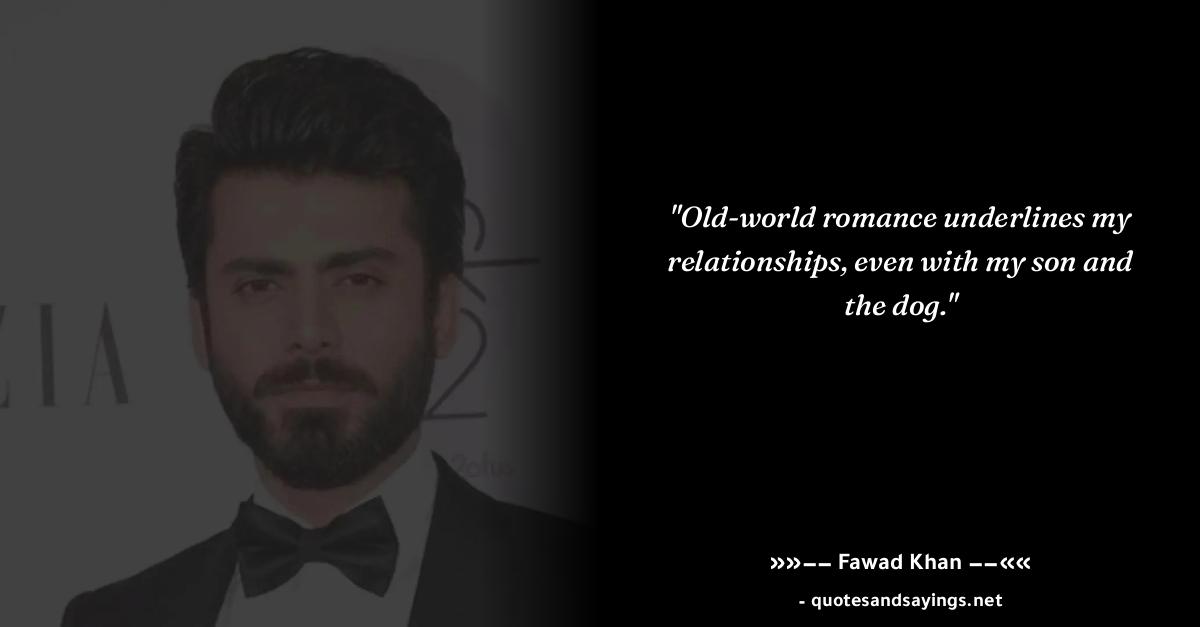 "Old-world romance underlines my
relationships, even with my son and
the dog."
»»–– Fawad Khan ––««
- quotesandsayings.net